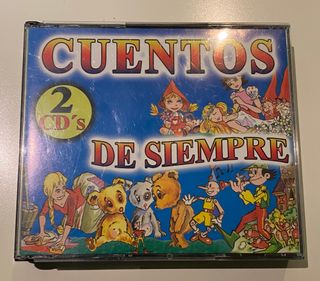 CUENTOS
2
CD´s
DE SIEMPRE